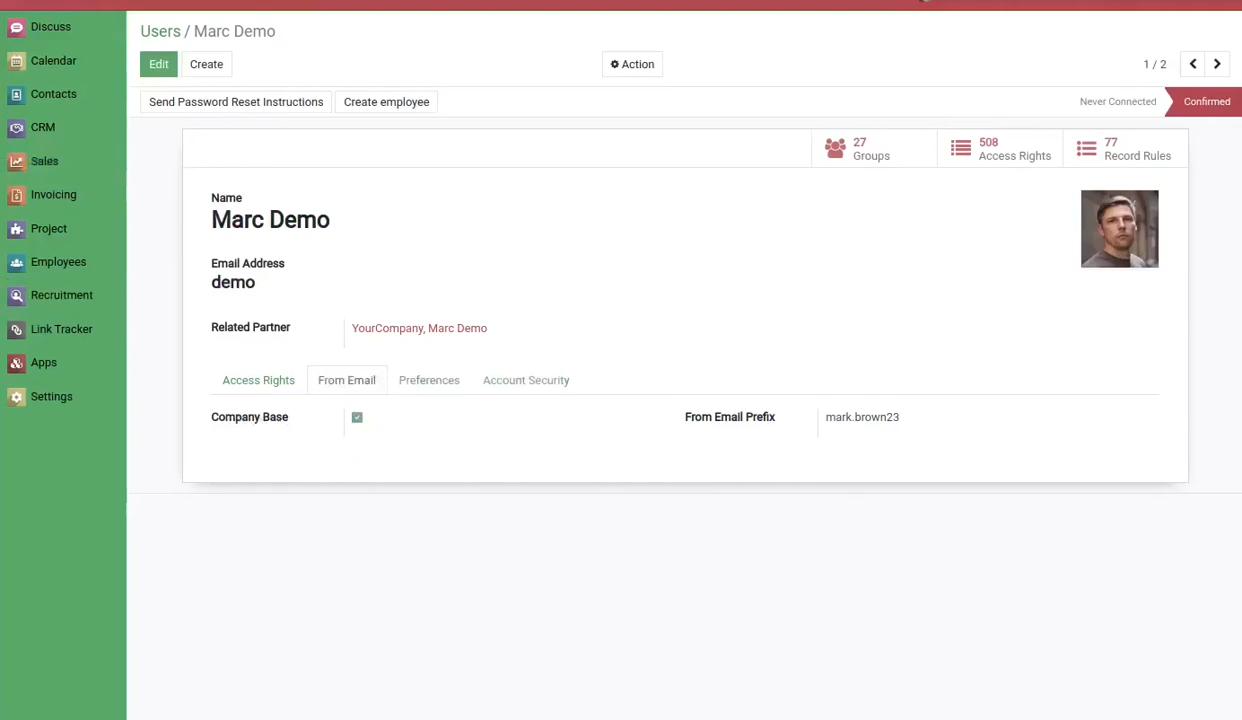 Discuss
Calendar
Contacts
CRM
Sales
Invoicing
Project
Employees
Recruitment
Link Tracker
Apps
Settings
Users / Marc Demo
Edit
Create
Action
1 / 2
Send Password Reset Instructions
Create employee
Never Connected
Confirmed
27
Groups
508
Access Rights
77
Record Rules
Name
Marc Demo
Email Address
demo
Related Partner
YourCompany, Marc Demo
Access Rights
From Email
Preferences
Account Security
Company Base
From Email Prefix
mark.brown23